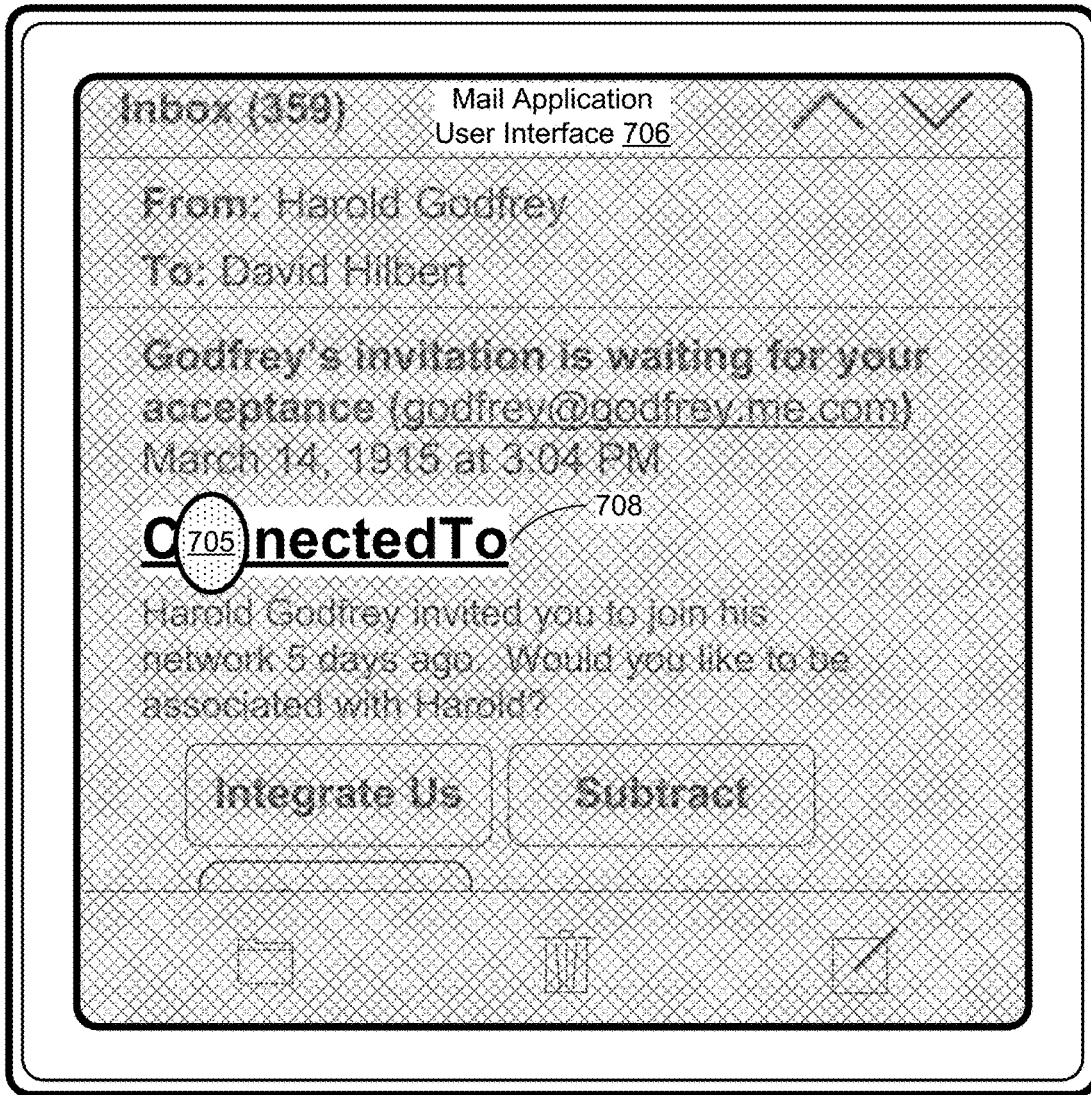 Inbox (359)
Mail Application
User Interface 706
From: Harold Godfrey
To: David Hilbert
Godfrey's invitation is waiting for your
acceptance (godfrey@godfrey.me.com)
March 14, 1915 at 3:04 PM
C 705 nectedTo
708
Harold Godfrey invited you to join his
network 5 days ago. Would you like to be
associated with Harold?
Integrate Us
Subtract